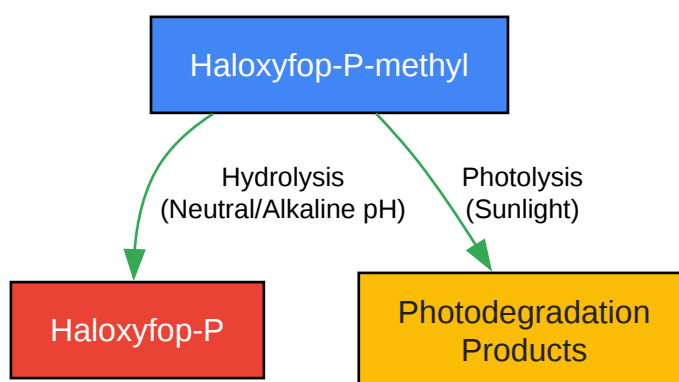 Haloxyfop-P-methyl
Hydrolysis
(Neutral/Alkaline pH)
Photolysis
(Sunlight)
Haloxyfop-P
Photodegradation
Products